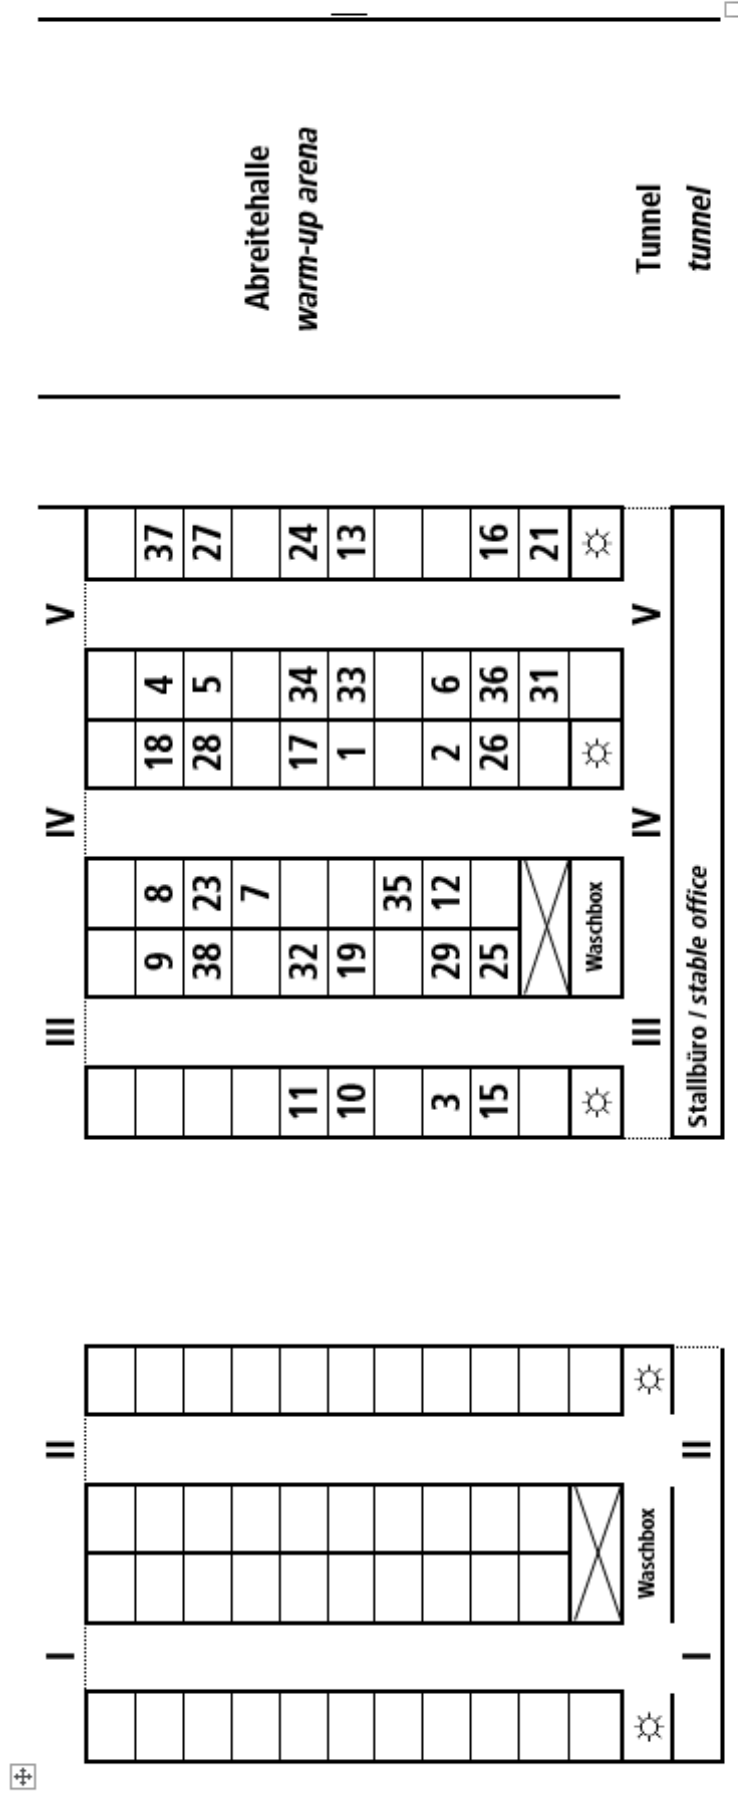 I II III IV V
9 8 18 4 37
38 23 28 5 27
7 Abreitehalle
11 32 17 34 24 warm-up arena
10 19 1 33 13
35
3 29 12 2 6
15 25 26 36 16
31 21
Waschbox
Waschbox III IV V Tunnel
I II Stallbüro / stable office tunnel